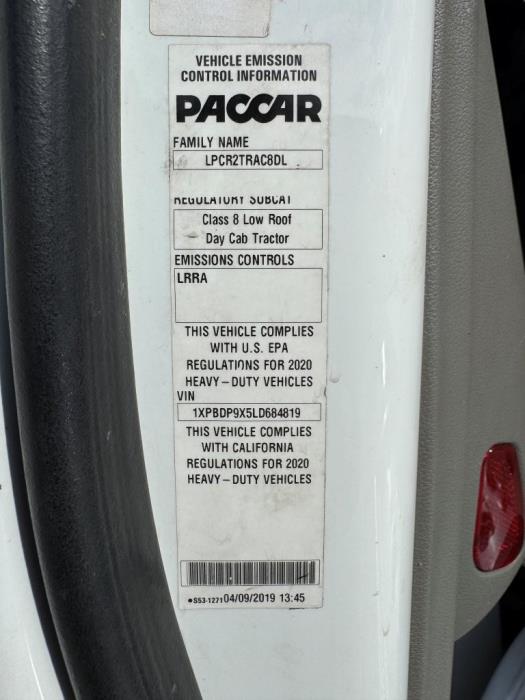 VEHICLE EMISSION
CONTROL INFORMATION
PACCAR
FAMILY NAME
LPCR2TRAC8DL
REGULATORY SUBCAT
Class 8 Low Roof
Day Cab Tractor
EMISSIONS CONTROLS
LRRA
THIS VEHICLE COMPLIES
WITH U.S. EPA
REGULATIONS FOR 2020
HEAVY-DUTY VEHICLES
VIN
1XPBDP9X5LD684819
THIS VEHICLE COMPLIES
WITH CALIFORNIA
REGULATIONS FOR 2020
HEAVY-DUTY VEHICLES
●S53-1271 04/09/2019 13:45